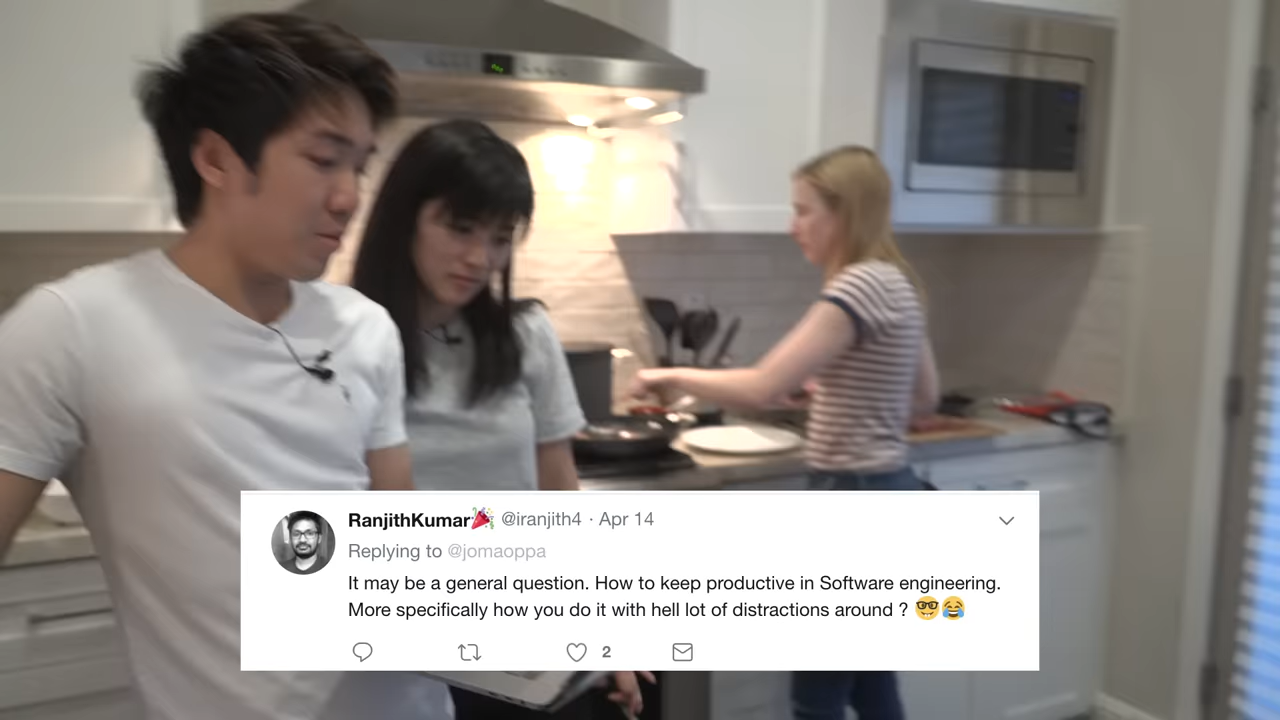 RanjithKumar🎉 @iranjith4 · Apr 14
Replying to @jomaoppa
It may be a general question. How to keep productive in Software engineering.
More specifically how you do it with hell lot of distractions around ? 🤓😂
2